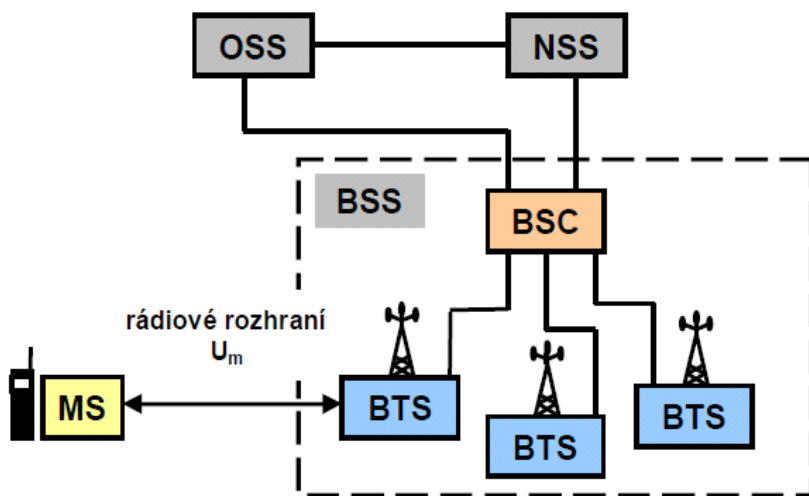 OSS
NSS
BSS
BSC
rádiové rozhraní
Um
MS
BTS
BTS
BTS